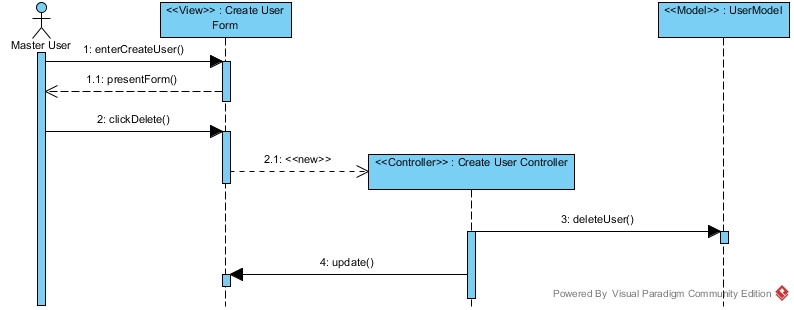 <<View>> : Create User
Form
<<Model>> : UserModel
Master User
1: enterCreateUser()
1.1: presentForm()
2: clickDelete()
2.1: <<new>>
<<Controller>> : Create User Controller
3: deleteUser()
4: update()
Powered By Visual Paradigm Community Edition